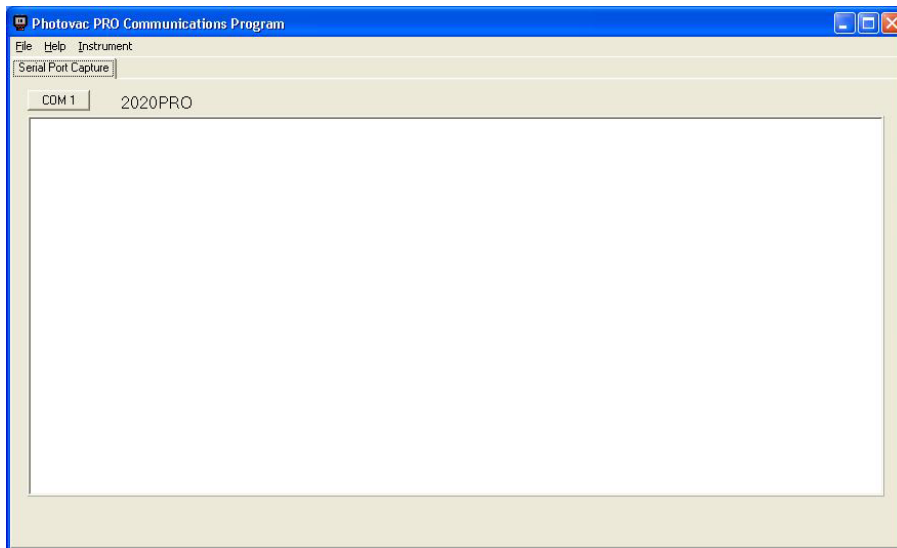 Photovac PRO Communications Program
File Help Instrument
Serial Port Capture
COM 1 2020PRO